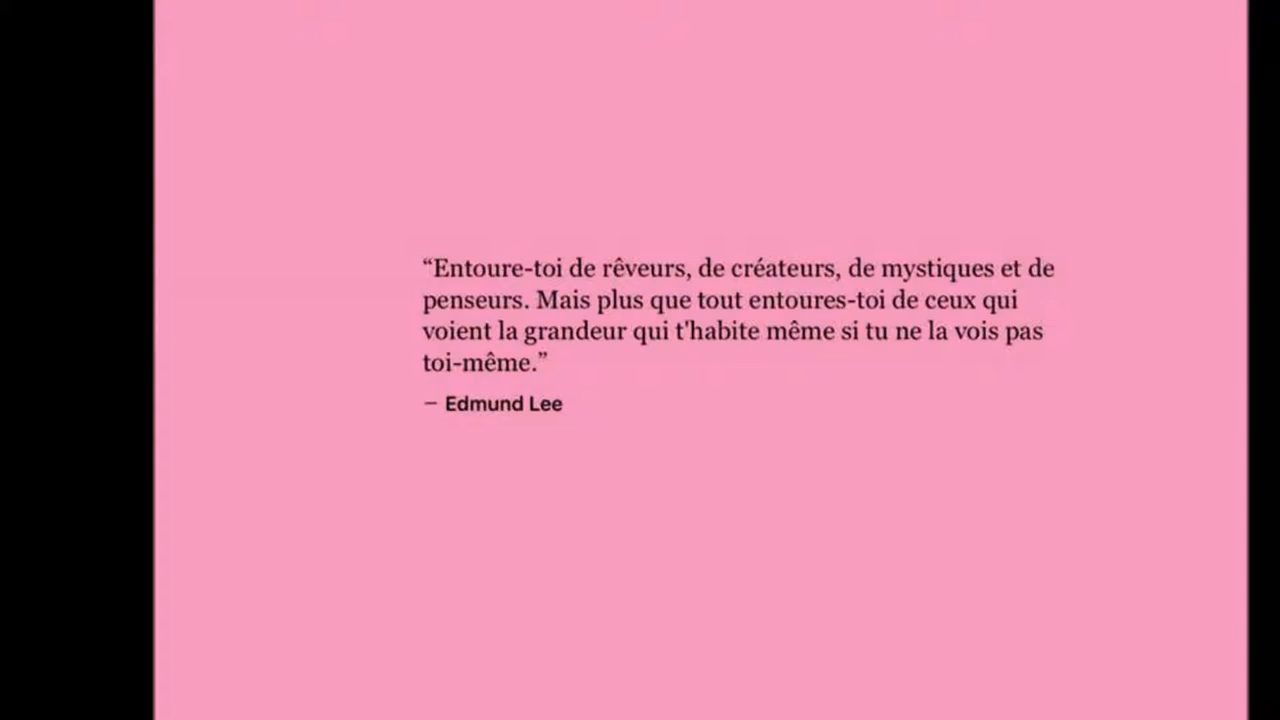 “Entoure-toi de rêveurs, de créateurs, de mystiques et de
penseurs. Mais plus que tout entoures-toi de ceux qui
voient la grandeur qui t'habite même si tu ne la vois pas
toi-même.”
— Edmund Lee